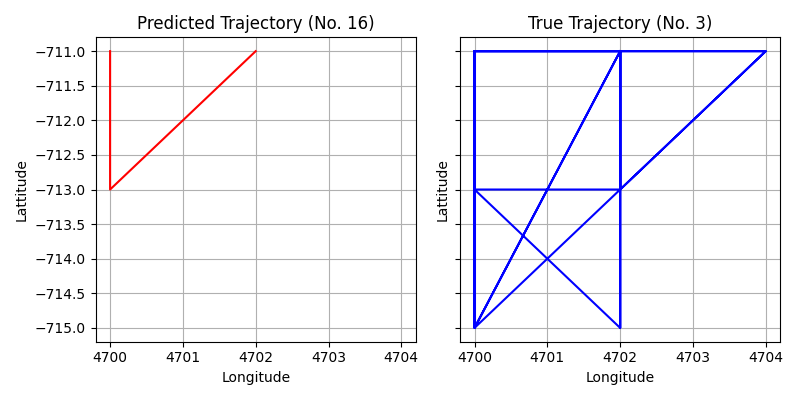 Predicted Trajectory (No. 16)
True Trajectory (No. 3)
−711.0
−711.5
−712.0
−712.5
−713.0
−713.5
−714.0
−714.5
−715.0
Lattitude
Lattitude
4700 4701 4702 4703 4704
4700 4701 4702 4703 4704
Longitude
Longitude